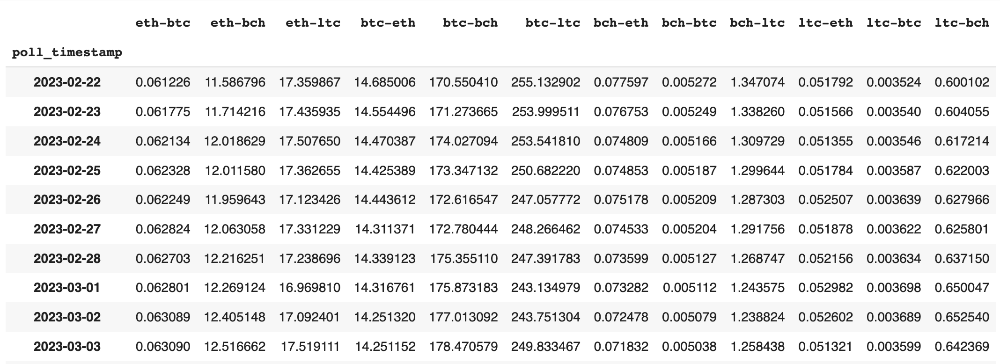 eth-btc eth-bch eth-ltc btc-eth btc-bch btc-ltc bch-eth bch-btc bch-ltc ltc-eth ltc-btc ltc-bch
poll_timestamp
2023-02-22 0.061226 11.586796 17.359867 14.685006 170.550410 255.132902 0.077597 0.005272 1.347074 0.051792 0.003524 0.600102
2023-02-23 0.061775 11.714216 17.435935 14.554496 171.273665 253.999511 0.076753 0.005249 1.338260 0.051566 0.003540 0.604055
2023-02-24 0.062134 12.018629 17.507650 14.470387 174.027094 253.541810 0.074809 0.005166 1.309729 0.051355 0.003546 0.617214
2023-02-25 0.062328 12.011580 17.362655 14.425389 173.347132 250.682220 0.074853 0.005187 1.299644 0.051784 0.003587 0.622003
2023-02-26 0.062249 11.959643 17.123426 14.443612 172.616547 247.057772 0.075178 0.005209 1.287303 0.052507 0.003639 0.627966
2023-02-27 0.062824 12.063058 17.331229 14.311371 172.780444 248.266462 0.074533 0.005204 1.291756 0.051878 0.003622 0.625801
2023-02-28 0.062703 12.216251 17.238696 14.339123 175.355110 247.391783 0.073599 0.005127 1.268747 0.052156 0.003634 0.637150
2023-03-01 0.062801 12.269124 16.969810 14.316761 175.873183 243.134979 0.073282 0.005112 1.243575 0.052982 0.003698 0.650047
2023-03-02 0.063089 12.405148 17.092401 14.251320 177.013092 243.751304 0.072478 0.005079 1.238824 0.052602 0.003689 0.652540
2023-03-03 0.063090 12.516662 17.519111 14.251152 178.470579 249.833467 0.071832 0.005038 1.258438 0.051321 0.003599 0.642369